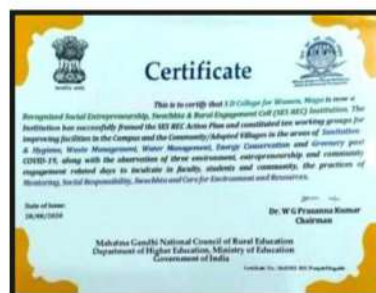 Certificate
This is to certify that S D College for Women, Moga is now a
Recognized Social Entrepreneurship, Swachhta & Rural Engagement Cell (SES REC) Institution. The
Institution has successfully framed the SES REC Action Plan and constituted ten working groups for
improving facilities in the Campus and the Community/Adopted Villages in the areas of Sanitation
& Hygiene, Waste Management, Water Management, Energy Conservation and Greenery post
COVID-19, along with the observation of three environment, entrepreneurship and community
engagement related days to inculcate in faculty, students and community, the practices of
Mentoring, Social Responsibility, Swachhta and Care for Environment and Resources.
Date of Issue:
Dr. W G Prasanna Kumar
Chairman
Mahatma Gandhi National Council of Rural Education
Department of Higher Education, Ministry of Education
Government of India